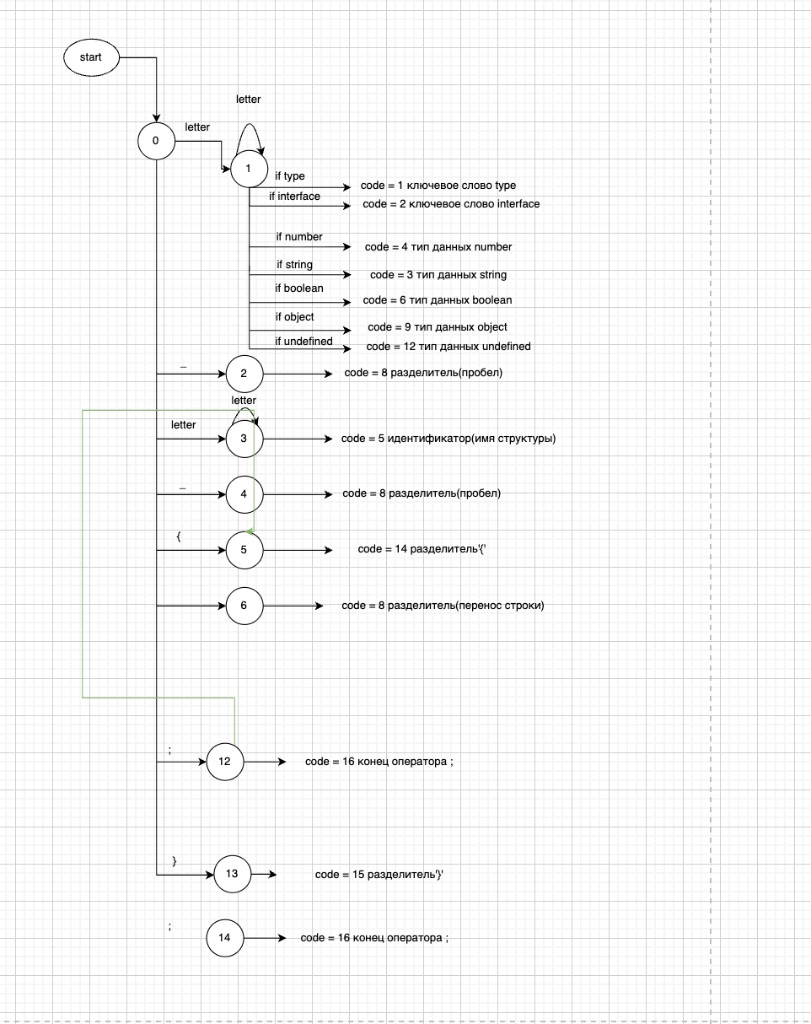 start
letter
letter
0
1
if type
code = 1 ключевое слово type
if interface
code = 2 ключевое слово interface
if number
code = 4 тип данных number
if string
code = 3 тип данных string
if boolean
code = 6 тип данных boolean
if object
code = 9 тип данных object
if undefined
code = 12 тип данных undefined
_
2
code = 8 разделитель(пробел)
letter
letter
3
code = 5 идентификатор(имя структуры)
_
4
code = 8 разделитель(пробел)
{
5
code = 14 разделитель'{'
6
code = 8 разделитель(перенос строки)
;
12
code = 16 конец оператора ;
}
13
code = 15 разделитель'}'
;
14
code = 16 конец оператора ;